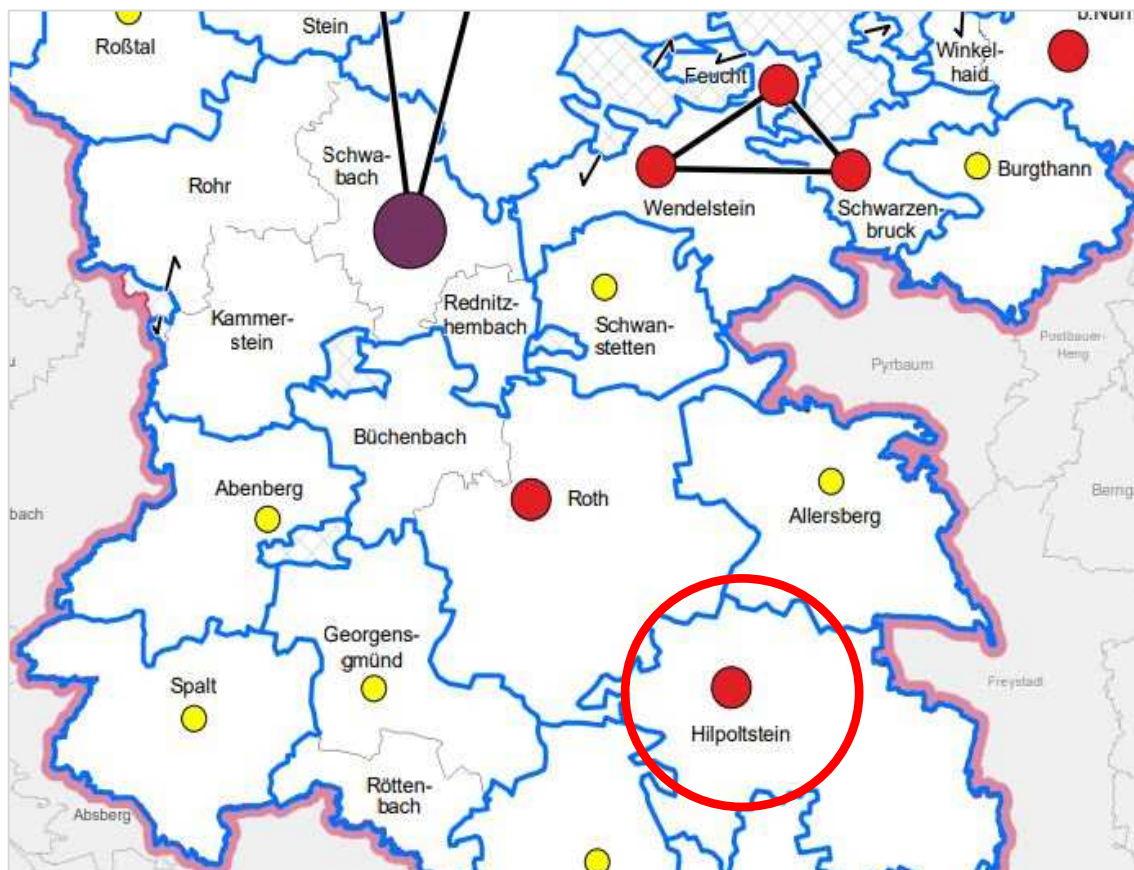 Roßtal
Stein
b.Nürn
Winkel-
haid
Feucht
Schwa-
bach
Rohr
Burgthann
Wendelstein
Schwarzen-
bruck
Rednitz-
hembach
Kammer-
stein
Schwan-
stetten
Postbauer-
Heng
Pyrbaum
Büchenbach
Abenberg
Roth
Allersberg
Berng
bach
Georgens-
gmünd
Spalt
Freystadt
Hilpoltstein
Rötten-
bach
Absberg